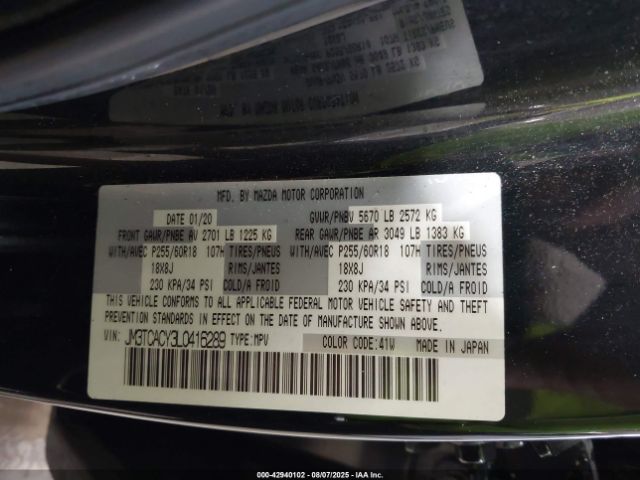 MFD. BY MAZDA MOTOR CORPORATION
DATE 01/20 GVWR/PNBV 5670 LB 2572 KG
FRONT GAWR/PNBE AV 2701 LB 1225 KG REAR GAWR/PNBE AR 3049 LB 1383 KG
WITH/AVEC P255/60R18 107H TIRES/PNEUS WITH/AVEC P255/60R18 107H TIRES/PNEUS
18X8J RIMS/JANTES 18X8J RIMS/JANTES
230 KPA/34 PSI COLD/A FROID 230 KPA/34 PSI COLD/A FROID
THIS VEHICLE CONFORMS TO ALL APPLICABLE FEDERAL MOTOR VEHICLE SAFETY AND THEFT
PREVENTION STANDARDS IN EFFECT ON THE DATE OF MANUFACTURE SHOWN ABOVE.
VIN: JM3TCACY3L0416289 TYPE:MPV COLOR CODE:41W MADE IN JAPAN
000-42940102 - 08/07/2025 - IAAI.COM